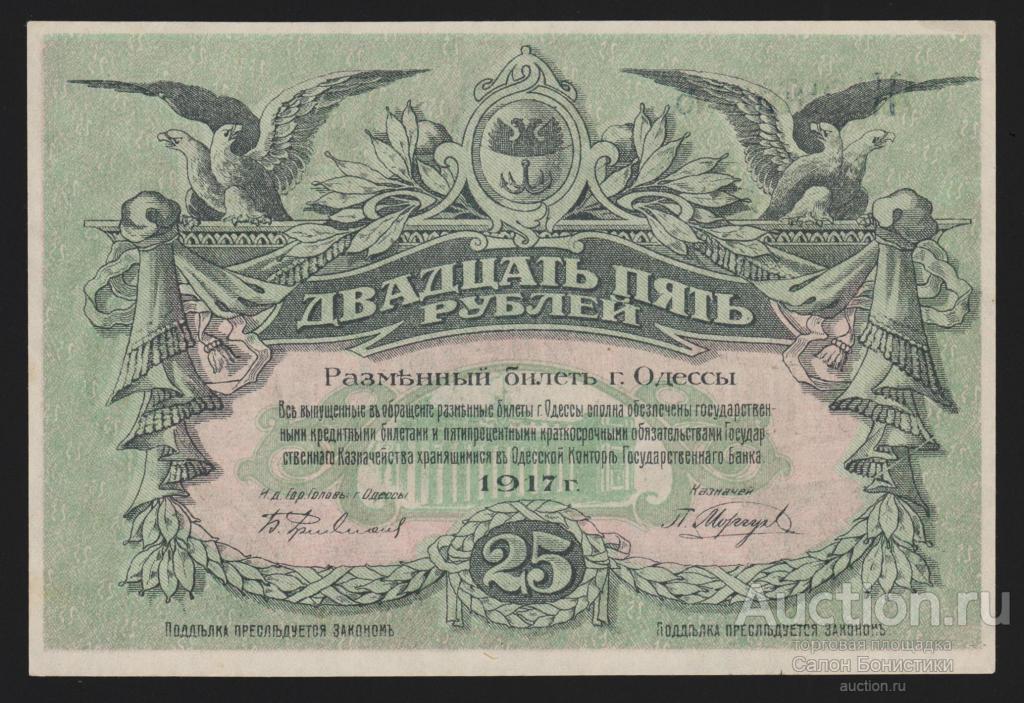 ДВАДЦАТЬ ПЯТЬ
РУБЛЕЙ
Размѣнный билетъ г. Одессы
Всѣ выпущенные въ обращеніе размѣнные билеты г. Одессы сполна обезпечены государствен-
ными кредитными билетами и пятипроцентными краткосрочными обязательствами Государ-
ственнаго Казначейства хранящимися въ Одесской Конторѣ Государственнаго Банка
1917 г.
И.д. Гор. Головы г. Одессы
Казначей
25
Поддѣлка преслѣдуется закономъ
Поддѣлка преслѣдуется закономъ
Auction.ru
торговая площадка
Салон Бонистики
auction.ru